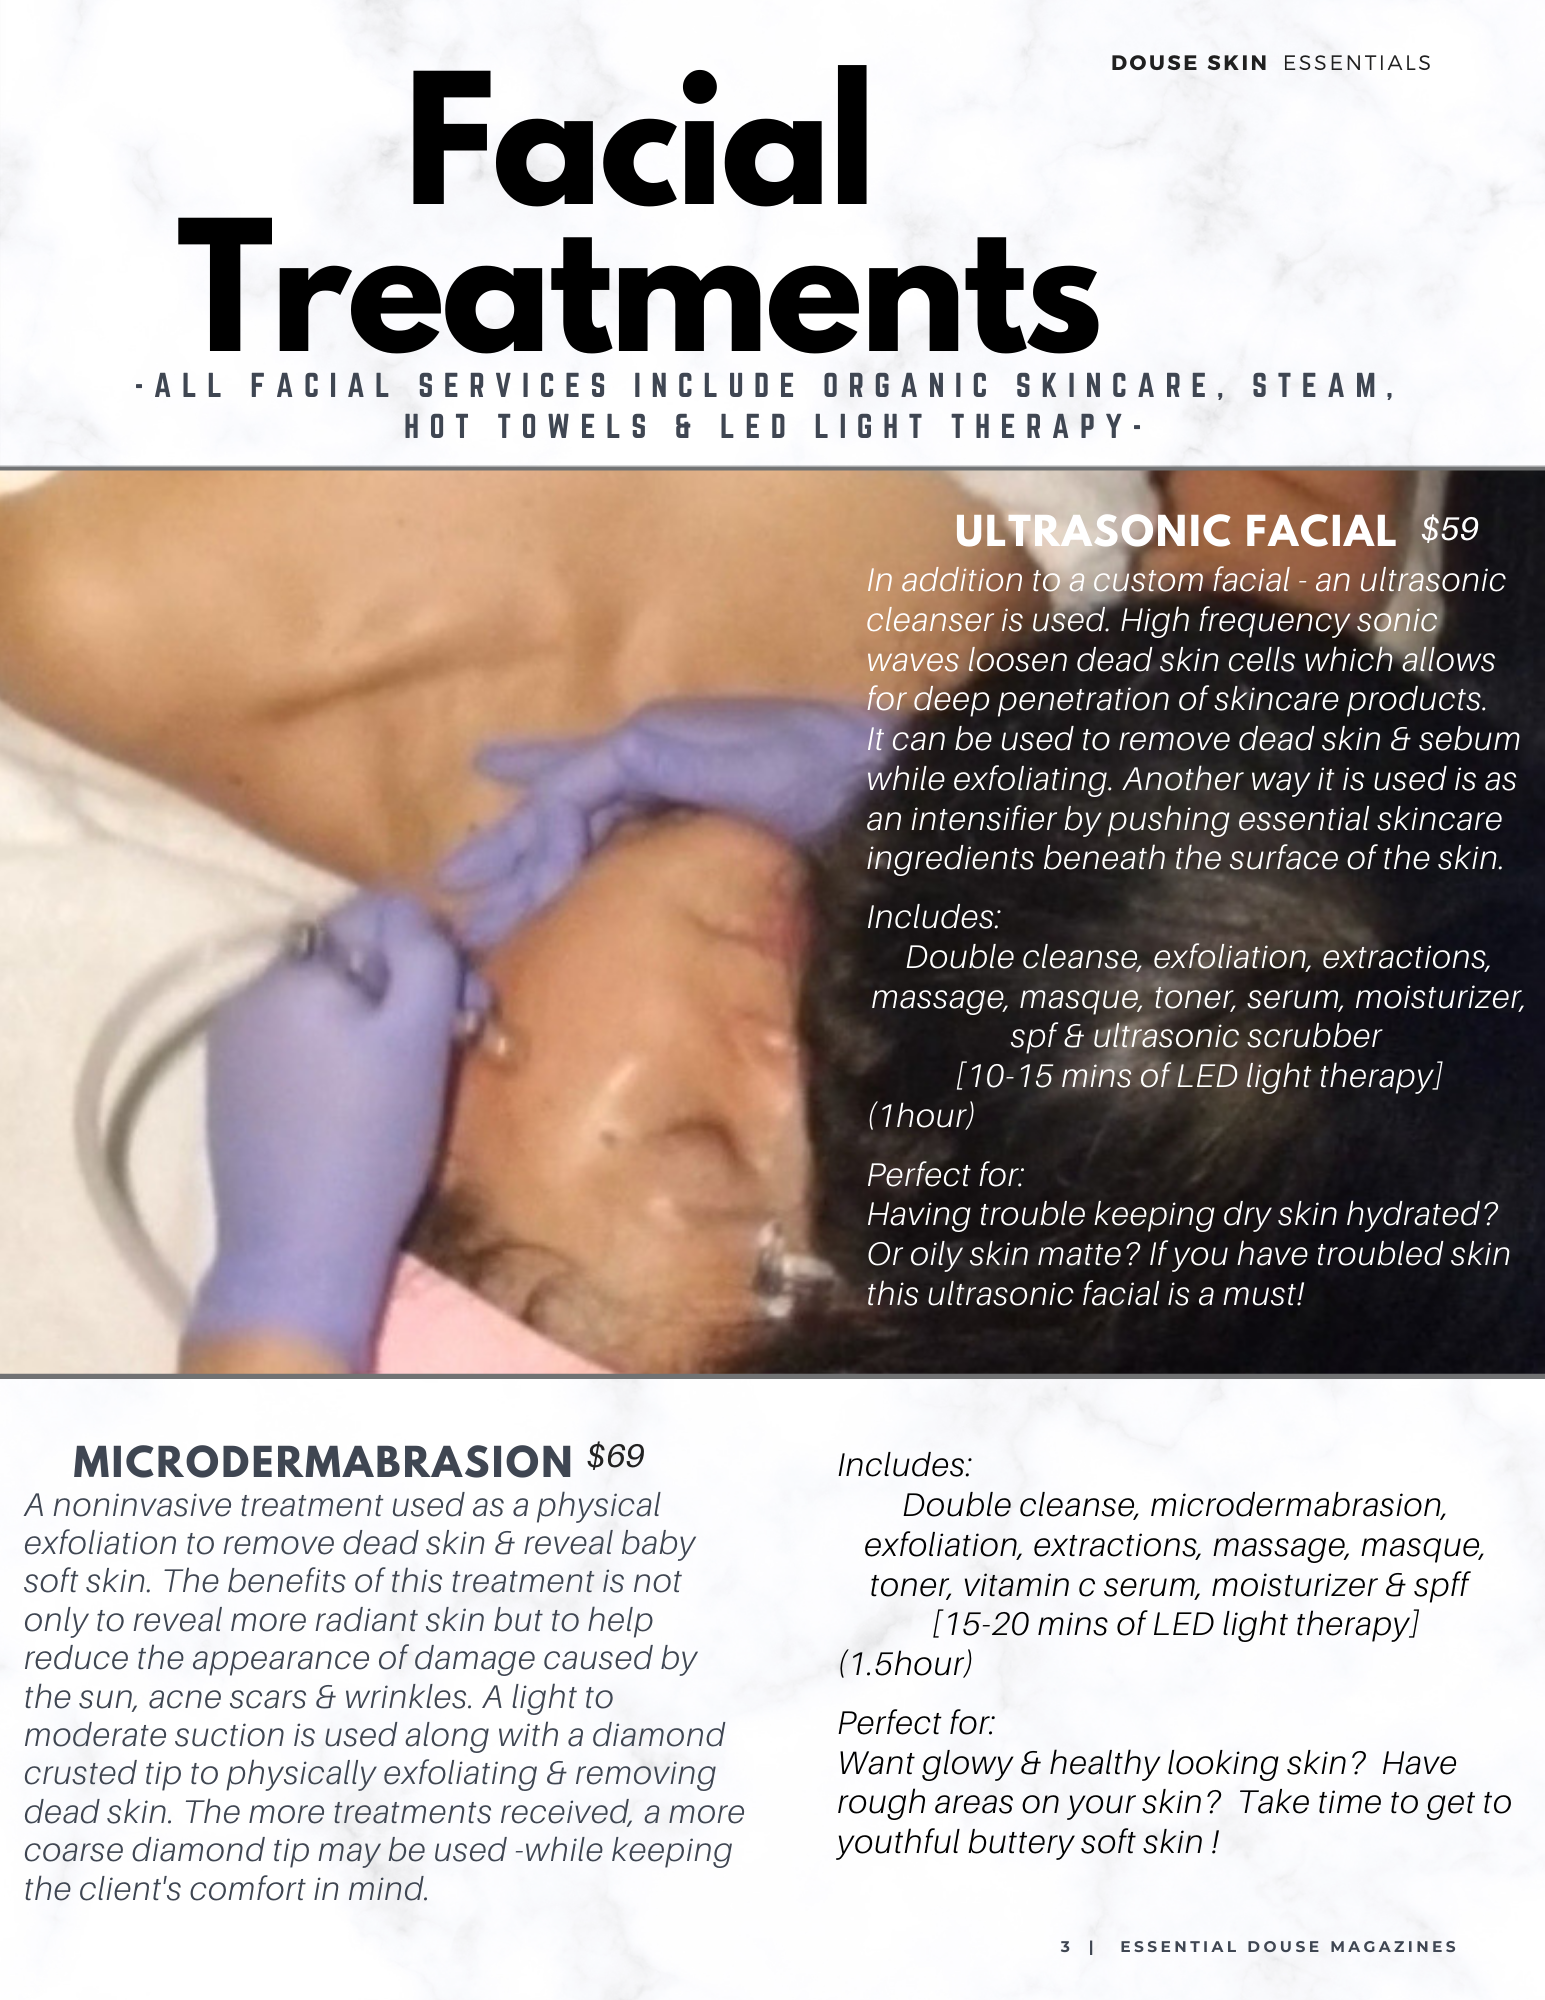 DOUSE SKIN ESSENTIALS
Facial
Treatments
-ALL FACIAL SERVICES INCLUDE ORGANIC SKINCARE, STEAM,
HOT TOWELS & LED LIGHT THERAPY-
ULTRASONIC FACIAL $59
In addition to a custom facial - an ultrasonic
cleanser is used. High frequency sonic
waves loosen dead skin cells which allows
for deep penetration of skincare products.
It can be used to remove dead skin & sebum
while exfoliating. Another way it is used is as
an intensifier by pushing essential skincare
ingredients beneath the surface of the skin.
Includes:
Double cleanse, exfoliation, extractions,
massage, masque, toner, serum, moisturizer,
spf & ultrasonic scrubber
[10-15 mins of LED light therapy]
(1hour)
Perfect for:
Having trouble keeping dry skin hydrated?
Or oily skin matte? If you have troubled skin
this ultrasonic facial is a must!
MICRODERMABRASION $69
A noninvasive treatment used as a physical
exfoliation to remove dead skin & reveal baby
soft skin. The benefits of this treatment is not
only to reveal more radiant skin but to help
reduce the appearance of damage caused by
the sun, acne scars & wrinkles. A light to
moderate suction is used along with a diamond
crusted tip to physically exfoliating & removing
dead skin. The more treatments received, a more
coarse diamond tip may be used -while keeping
the client's comfort in mind.
Includes:
Double cleanse, microdermabrasion,
exfoliation, extractions, massage, masque,
toner, vitamin c serum, moisturizer & spff
[15-20 mins of LED light therapy]
(1.5hour)
Perfect for:
Want glowy & healthy looking skin? Have
rough areas on your skin? Take time to get to
youthful buttery soft skin !
3 | ESSENTIAL DOUSE MAGAZINES